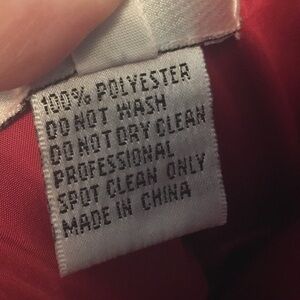 100% POLYESTER
DO NOT WASH
DO NOT DRY CLEAN
PROFESSIONAL
SPOT CLEAN ONLY
MADE IN CHINA